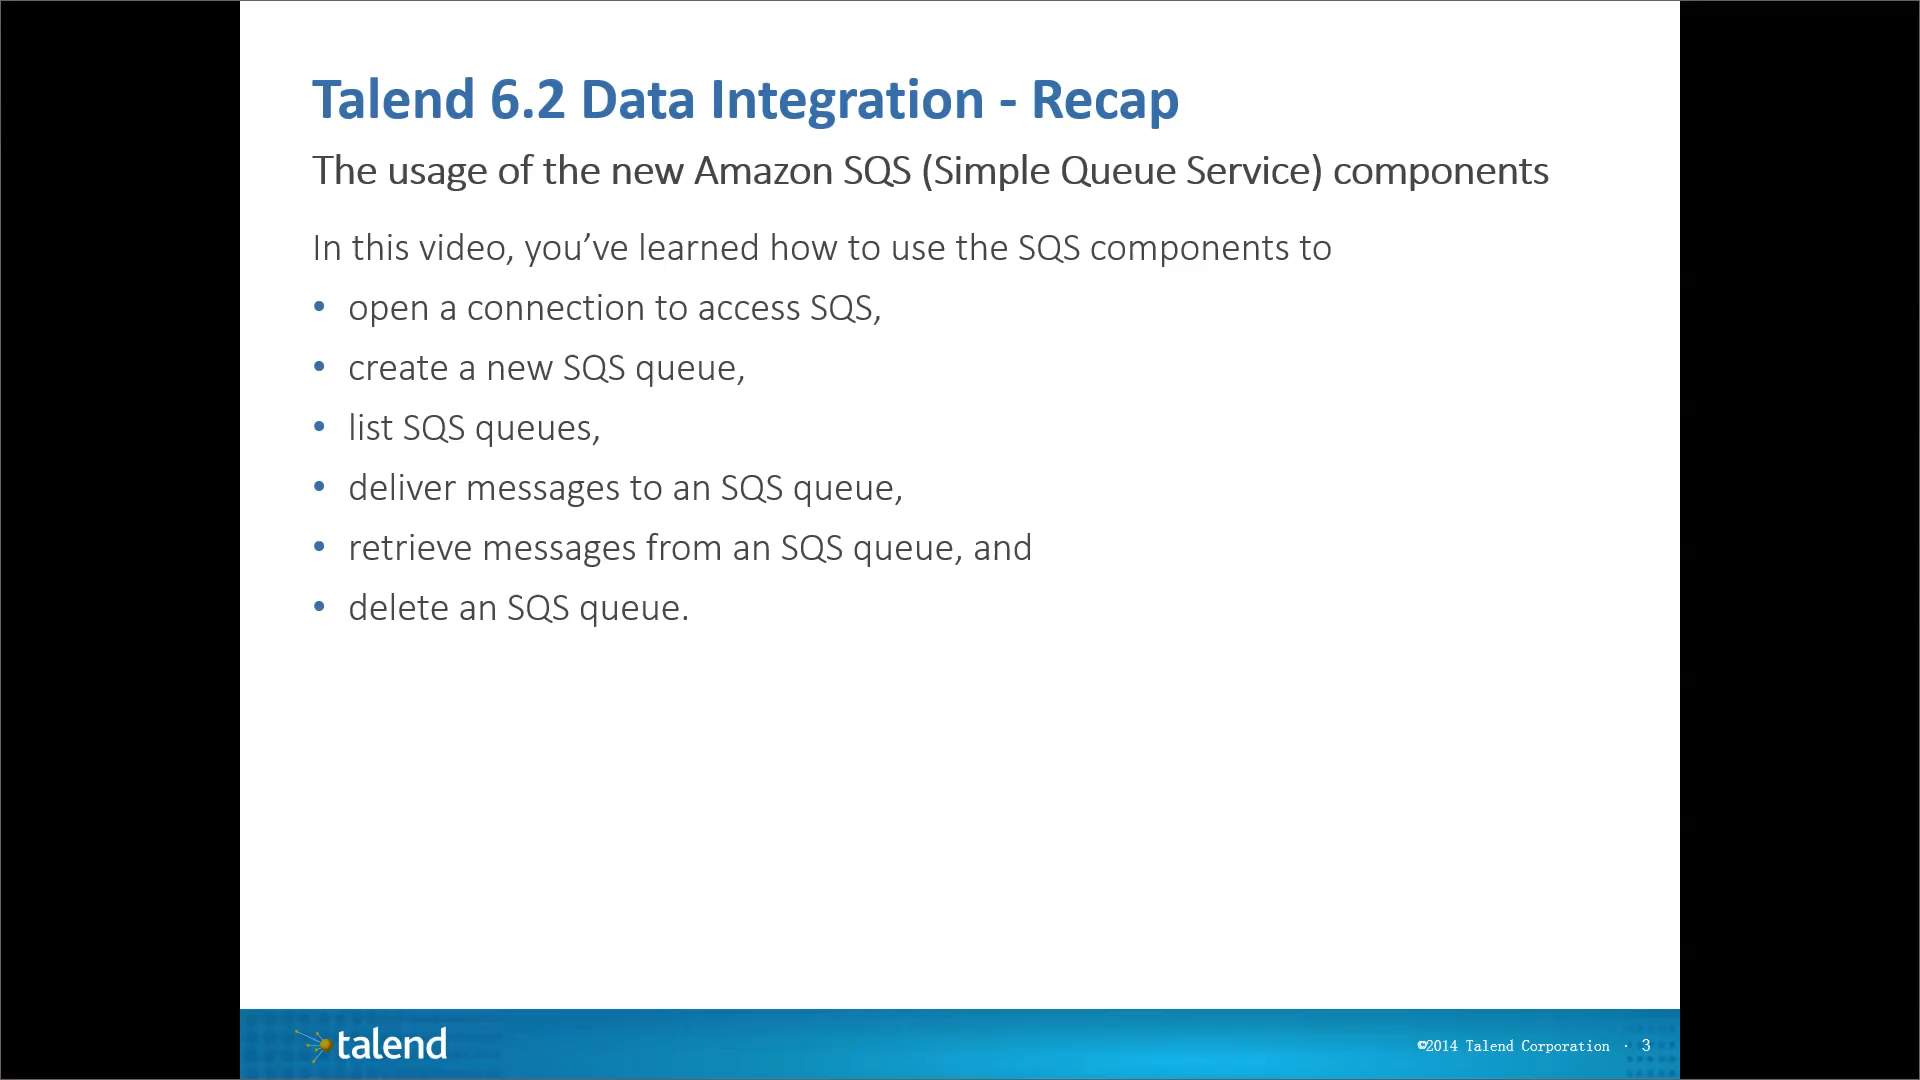 Talend 6.2 Data Integration - Recap
The usage of the new Amazon SQS (Simple Queue Service) components
In this video, you’ve learned how to use the SQS components to
• open a connection to access SQS,
• create a new SQS queue,
• list SQS queues,
• deliver messages to an SQS queue,
• retrieve messages from an SQS queue, and
• delete an SQS queue.
talend
©2014 Talend Corporation · 3